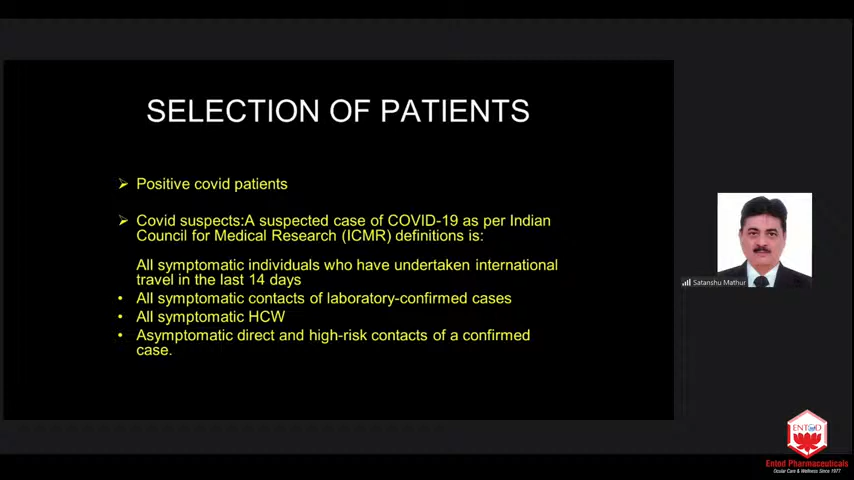 SELECTION OF PATIENTS
➢ Positive covid patients
➢ Covid suspects:A suspected case of COVID-19 as per Indian
Council for Medical Research (ICMR) definitions is:
All symptomatic individuals who have undertaken international
travel in the last 14 days
• All symptomatic contacts of laboratory-confirmed cases
• All symptomatic HCW
• Asymptomatic direct and high-risk contacts of a confirmed
case.
Satanshu Mathur
ENTOD
Entod Pharmaceuticals
Ocular Care & Wellness Since 1977